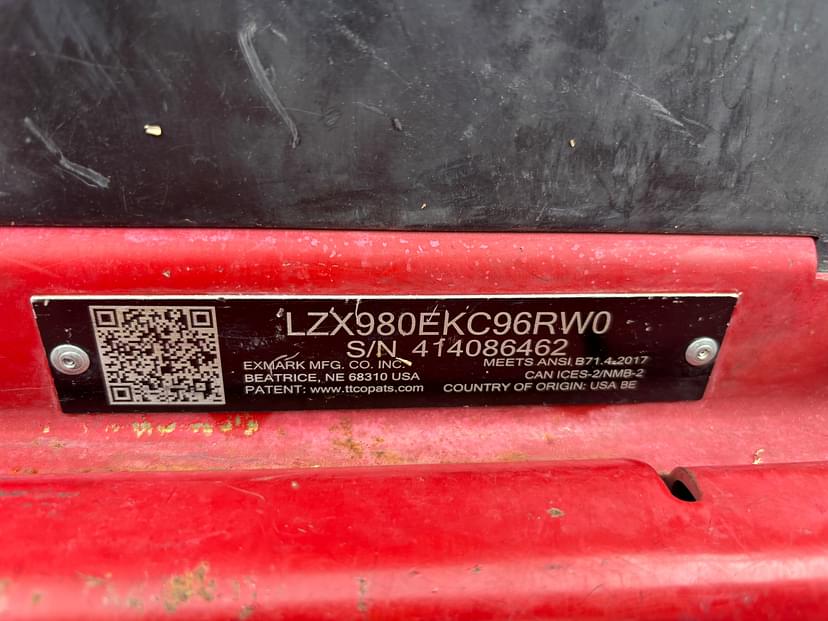 LZX980EKC96RW0
S/N 414086462
EXMARK MFG. CO. INC.
BEATRICE, NE 68310 USA
PATENT: www.ttcopats.com
MEETS ANSI B71.4-2017
CAN ICES-2/NMB-2
COUNTRY OF ORIGIN: USA BE